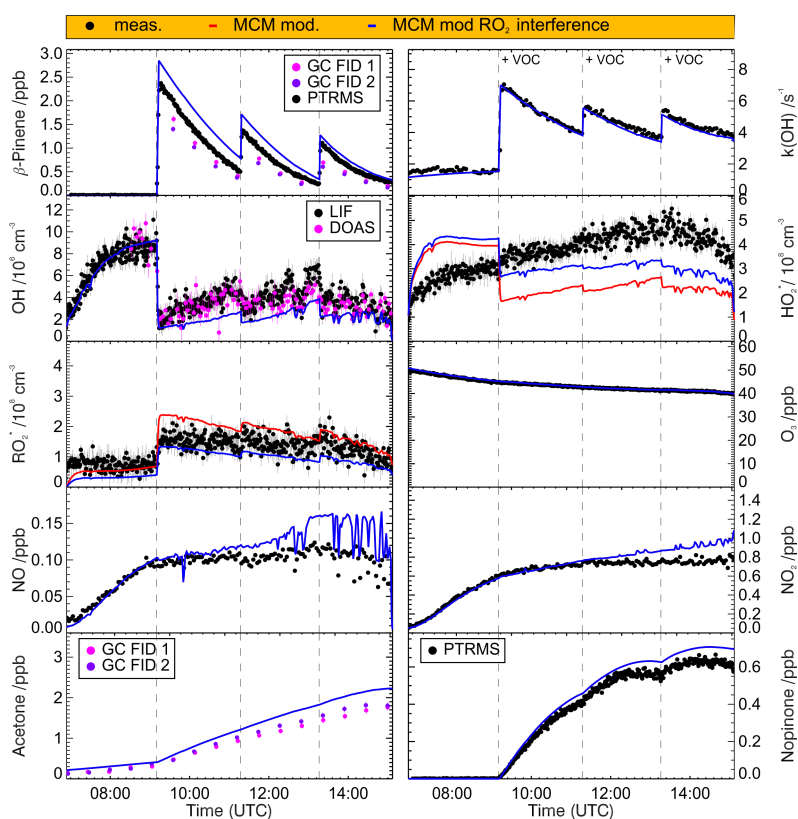 meas. MCM mod. MCM mod RO2 interference
3.0
2.5
2.0
1.5
1.0
0.5
0.0
β-Pinene /ppb
GC FID 1
GC FID 2
PTRMS
+ VOC + VOC + VOC
8
6
4
2
0
k(OH) /s-1
12
10
8
6
4
2
0
OH /106 cm-3
LIF
DOAS
6
5
4
3
2
1
0
HO2* /108 cm-3
4
3
2
1
0
RO2* /108 cm-3
60
50
40
30
20
10
0
O3/ppb
0.15
0.10
0.05
0.00
NO /ppb
1.4
1.2
1.0
0.8
0.6
0.4
0.2
0.0
NO2 /ppb
3
2
1
0
Acetone /ppb
GC FID 1
GC FID 2
PTRMS
0.6
0.4
0.2
0.0
Nopinone /ppb
08:00 10:00 12:00 14:00
Time (UTC)
08:00 10:00 12:00 14:00
Time (UTC)